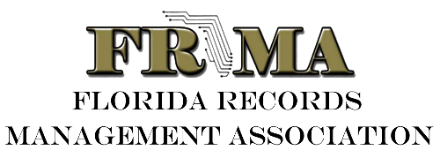 FRMA
FLORIDA RECORDS
MANAGEMENT ASSOCIATION